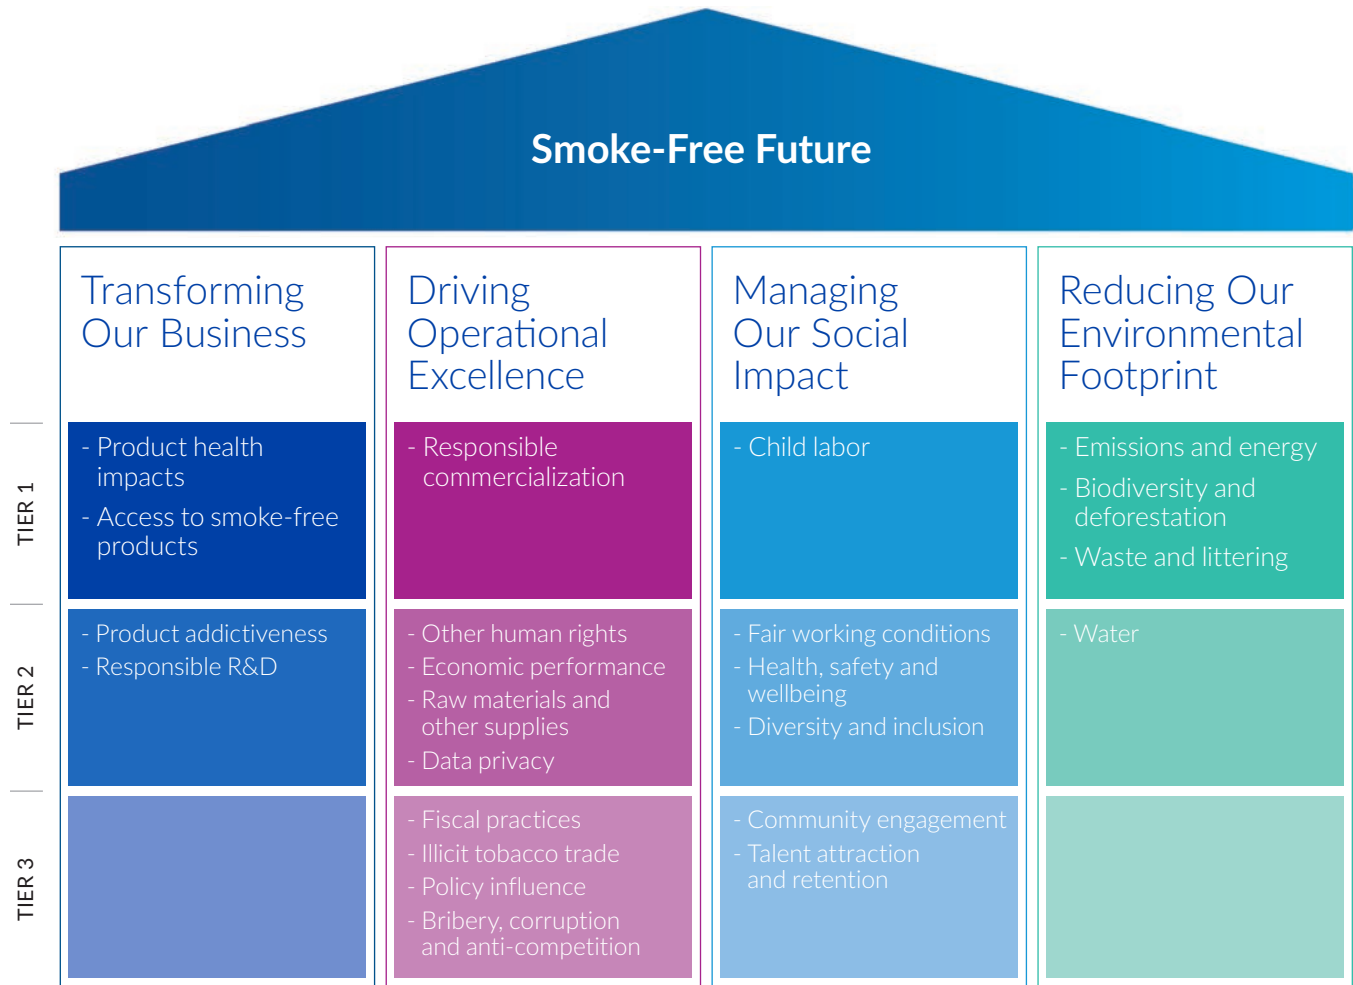 Smoke-Free Future
Transforming
Our Business
Driving
Operational
Excellence
Managing
Our Social
Impact
Reducing Our
Environmental
Footprint
TIER 1
- Product health
impacts
- Access to smoke-free
products
- Responsible
commercialization
- Child labor
- Emissions and energy
- Biodiversity and
deforestation
- Waste and littering
TIER 2
- Product addictiveness
- Responsible R&D
- Other human rights
- Economic performance
- Raw materials and
other supplies
- Data privacy
- Fair working conditions
- Health, safety and
wellbeing
- Diversity and inclusion
- Water
TIER 3
- Fiscal practices
- Illicit tobacco trade
- Policy influence
- Bribery, corruption
and anti-competition
- Community engagement
- Talent attraction
and retention